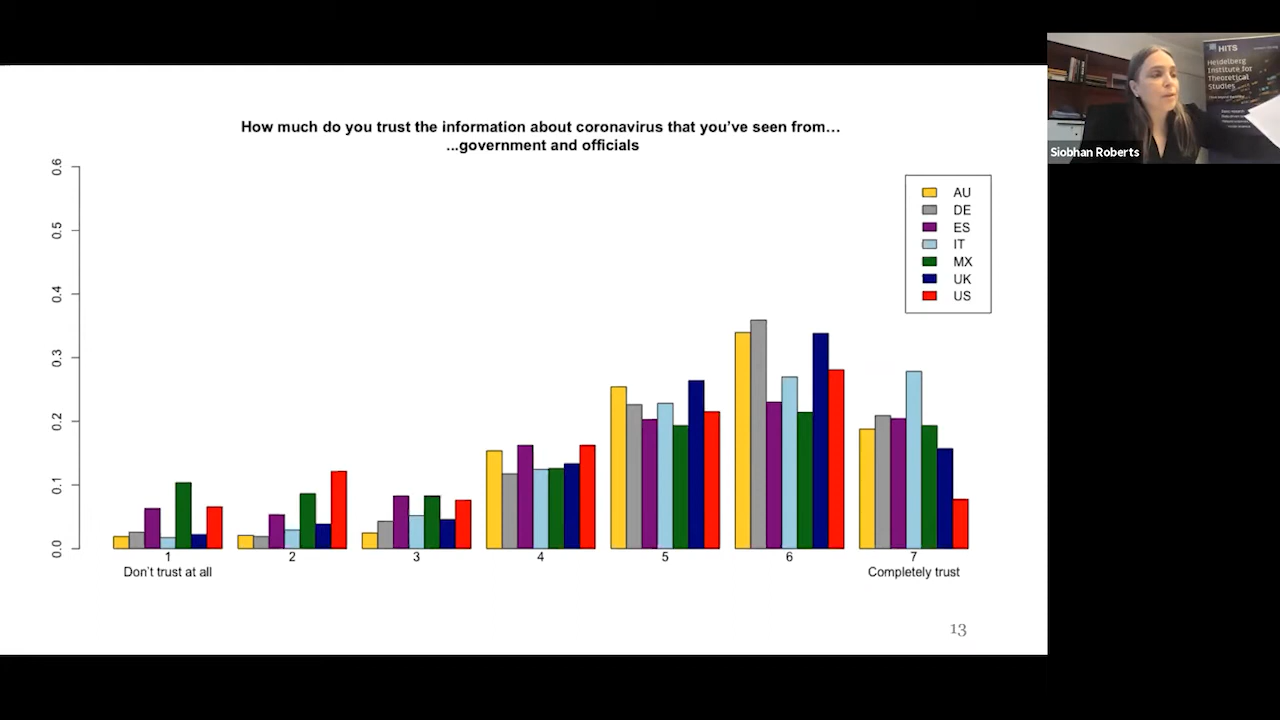 How much do you trust the information about coronavirus that you've seen from...
...government and officials
0.6
0.5
0.4
0.3
0.2
0.1
0.0
AU
DE
ES
IT
MX
UK
US
1
2
3
4
5
6
7
Don't trust at all
Completely trust
13
HITS
Heidelberg
Institute for
Theoretical
Studies
Siobhan Roberts